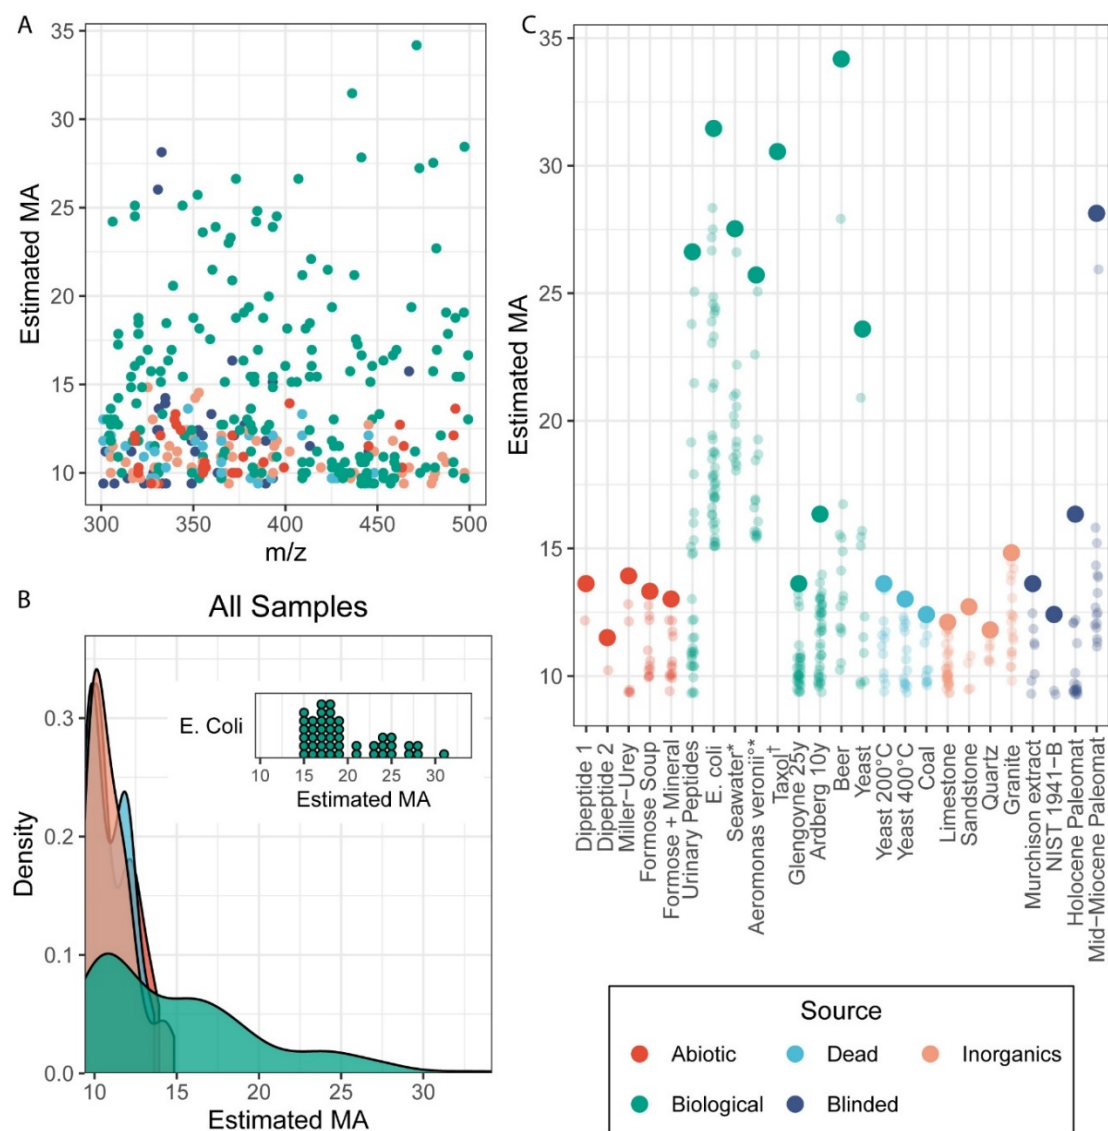 A
35
30
25
20
15
10
Estimated MA
300
350
400
450
500
m/z
B
All Samples
0.3
0.2
0.1
0.0
Density
E. Coli
10
15
20
25
30
Estimated MA
10
15
20
25
30
Estimated MA
C
35
30
25
20
15
10
Estimated MA
Dipeptide 1
Dipeptide 2
Miller-Urey
Formose Soup
Formose + Mineral
Urinary Peptides
E. coli
Seawater*
Aeromonas veronii°*
Taxol†
Glengoyne 25y
Ardberg 10y
Beer
Yeast
Yeast 200°C
Yeast 400°C
Coal
Limestone
Sandstone
Quartz
Granite
Murchison extract
NIST 1941-B
Holocene Paleomat
Mid-Miocene Paleomat
Source
Abiotic
Dead
Inorganics
Biological
Blinded